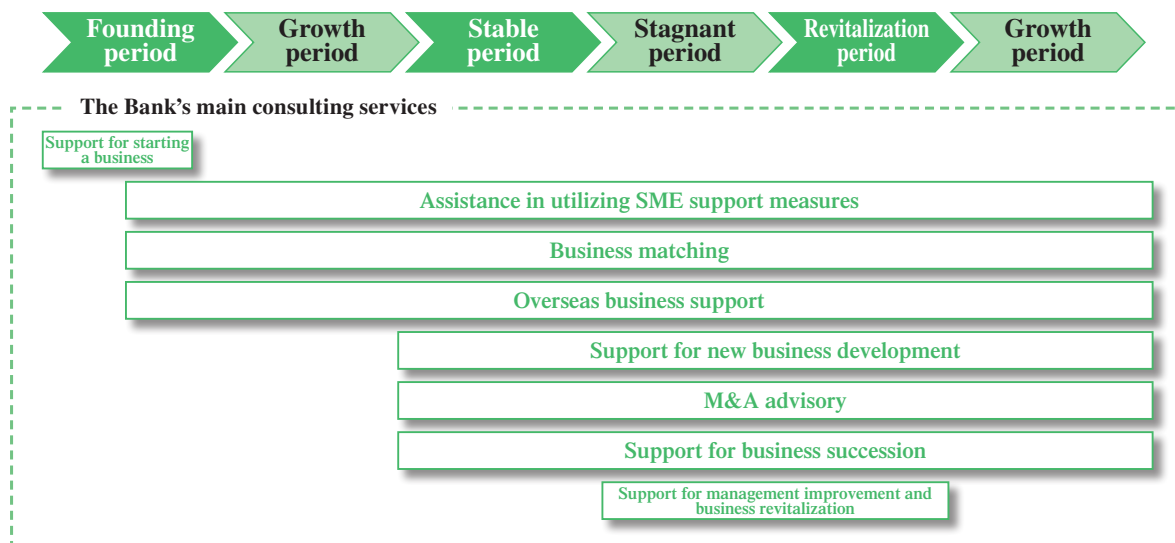 Founding
period
Growth
period
Stable
period
Stagnant
period
Revitalization
period
Growth
period
The Bank's main consulting services
Support for starting
a business
Assistance in utilizing SME support measures
Business matching
Overseas business support
Support for new business development
M&A advisory
Support for business succession
Support for management improvement and
business revitalization